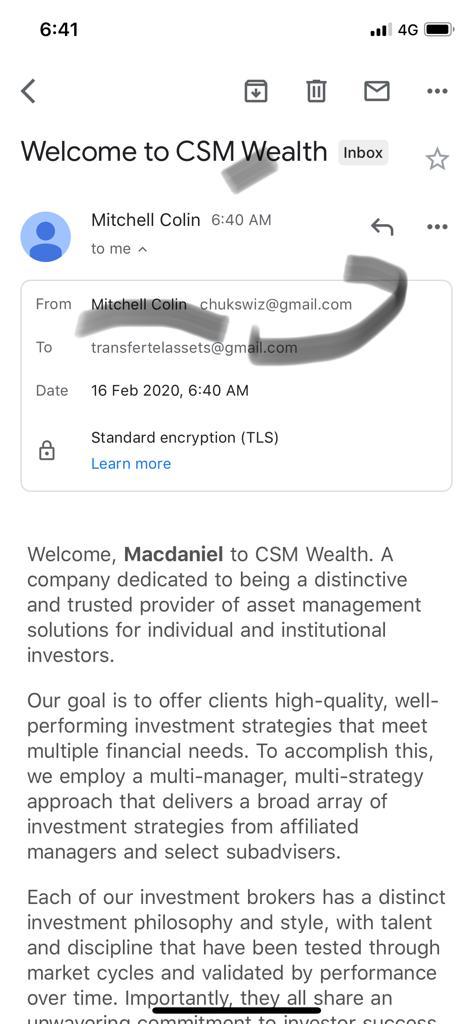 6:41
4G
Welcome to CSM Wealth Inbox
Mitchell Colin 6:40 AM
to me
From Mitchell Colin chukswiz@gmail.com
To transfertelassets@gmail.com
Date 16 Feb 2020, 6:40 AM
Standard encryption (TLS)
Learn more
Welcome, Macdaniel to CSM Wealth. A
company dedicated to being a distinctive
and trusted provider of asset management
solutions for individual and institutional
investors.
Our goal is to offer clients high-quality, well-
performing investment strategies that meet
multiple financial needs. To accomplish this,
we employ a multi-manager, multi-strategy
approach that delivers a broad array of
investment strategies from affiliated
managers and select subadvisers.
Each of our investment brokers has a distinct
investment philosophy and style, with talent
and discipline that have been tested through
market cycles and validated by performance
over time. Importantly, they all share an
unwavering commitment to investor success